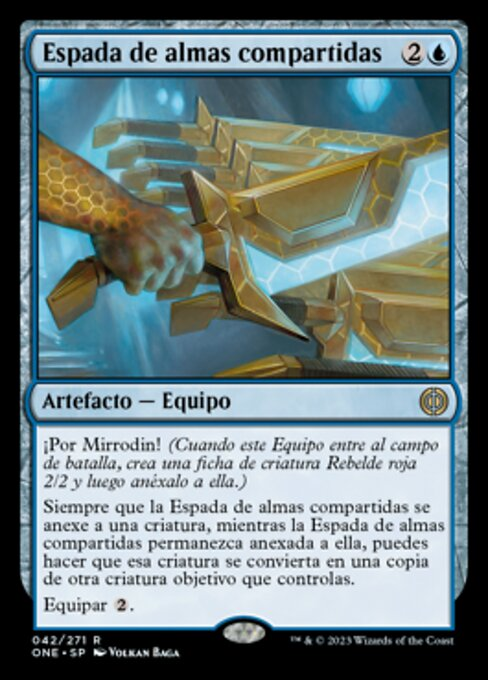 Espada de almas compartidas 2
Artefacto — Equipo
¡Por Mirrodin! (Cuando este Equipo entre al campo
de batalla, crea una ficha de criatura Rebelde roja
2/2 y luego anéxalo a ella.)
Siempre que la Espada de almas compartidas se
anexe a una criatura, mientras la Espada de almas
compartidas permanezca anexada a ella, puedes
hacer que esa criatura se convierta en una copia
de otra criatura objetivo que controlas.
Equipar 2.
042/271 R
ONE • SP Volkan Baga
™ & © 2023 Wizards of the Coast